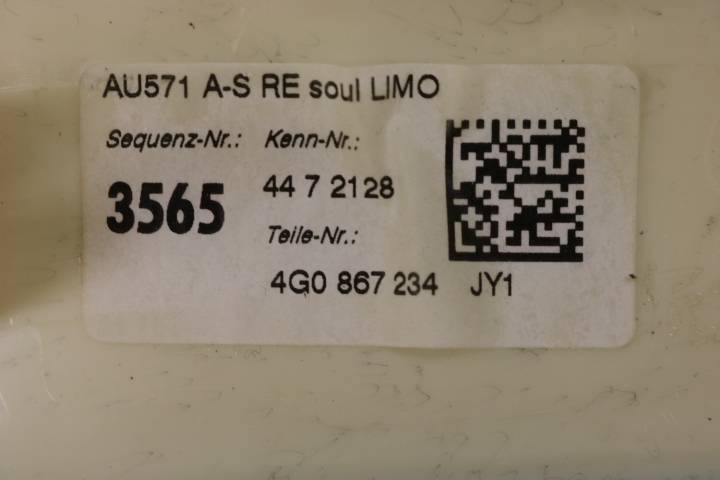 AU571 A-S RE soul LIMO
Sequenz-Nr.: Kenn-Nr.:
3565 44 7 2128
Teile-Nr.:
4G0 867 234 JY1